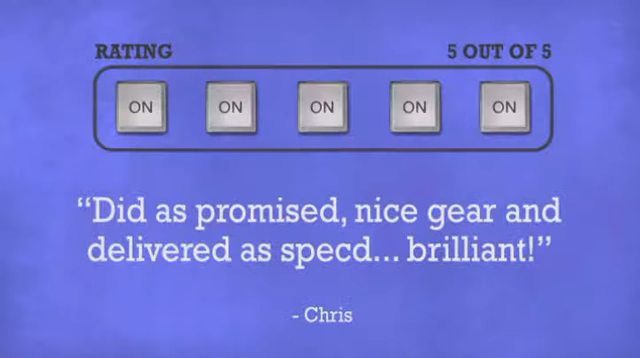 RATING 5 OUT OF 5
ON ON ON ON ON
“Did as promised, nice gear and
delivered as specd... brilliant!”
- Chris